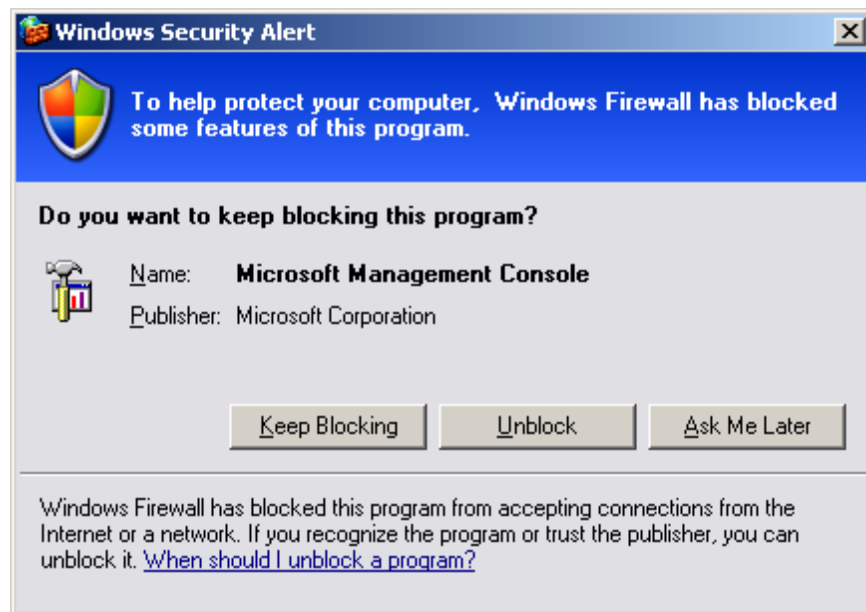 Windows Security Alert
To help protect your computer, Windows Firewall has blocked
some features of this program.
Do you want to keep blocking this program?
Name: Microsoft Management Console
Publisher: Microsoft Corporation
Keep Blocking Unblock Ask Me Later
Windows Firewall has blocked this program from accepting connections from the
Internet or a network. If you recognize the program or trust the publisher, you can
unblock it. When should I unblock a program?